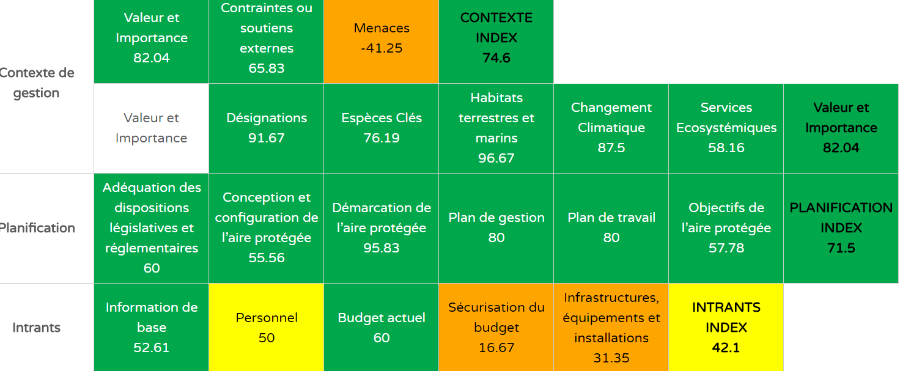 Contexte de
gestion
Valeur et
Importance
82.04
Contraintes ou
soutiens
externes
65.83
Menaces
-41.25
CONTEXTE
INDEX
74.6
Valeur et
Importance
Désignations
91.67
Espèces Clés
76.19
Habitats
terrestres et
marins
96.67
Changement
Climatique
87.5
Services
Ecosystémiques
58.16
Valeur et
Importance
82.04
Planification
Adéquation des
dispositions
législatives et
réglementaires
60
Conception et
configuration de
l'aire protégée
55.56
Démarcation de
l'aire protégée
95.83
Plan de gestion
80
Plan de travail
80
Objectifs de
l'aire protégée
57.78
PLANIFICATION
INDEX
71.5
Intrants
Information de
base
52.61
Personnel
50
Budget actuel
60
Sécurisation du
budget
16.67
Infrastructures,
équipements et
installations
31.35
INTRANTS
INDEX
42.1